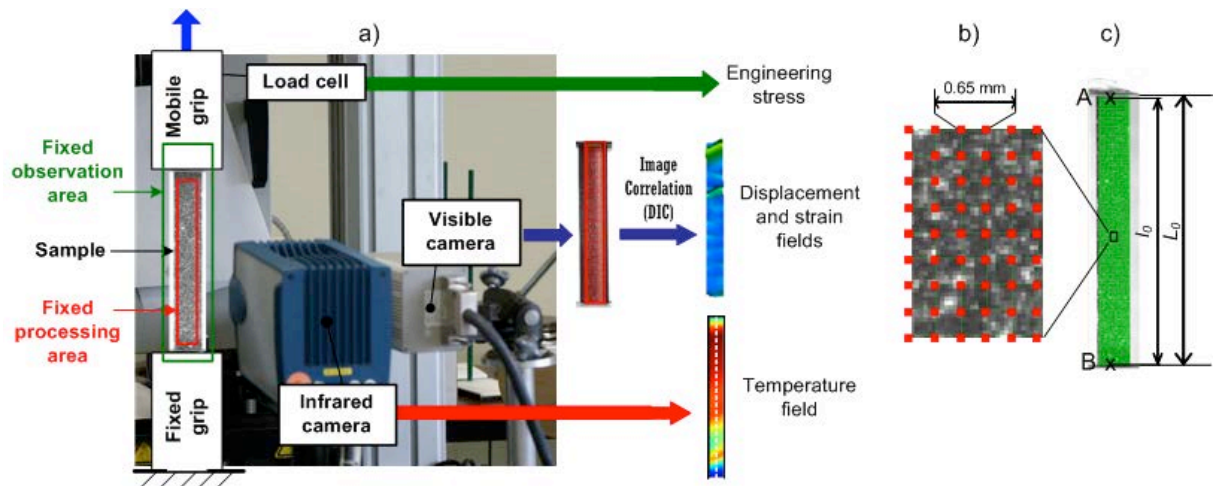 a)
Mobile
grip
Load cell
Engineering
stress
Fixed
observation
area
Sample
Fixed
processing
area
Fixed
grip
Visible
camera
Infrared
camera
Image
Correlation
(DIC)
Displacement
and strain
fields
Temperature
field
b)
0.65 mm
c)
A
B
l₀
L₀